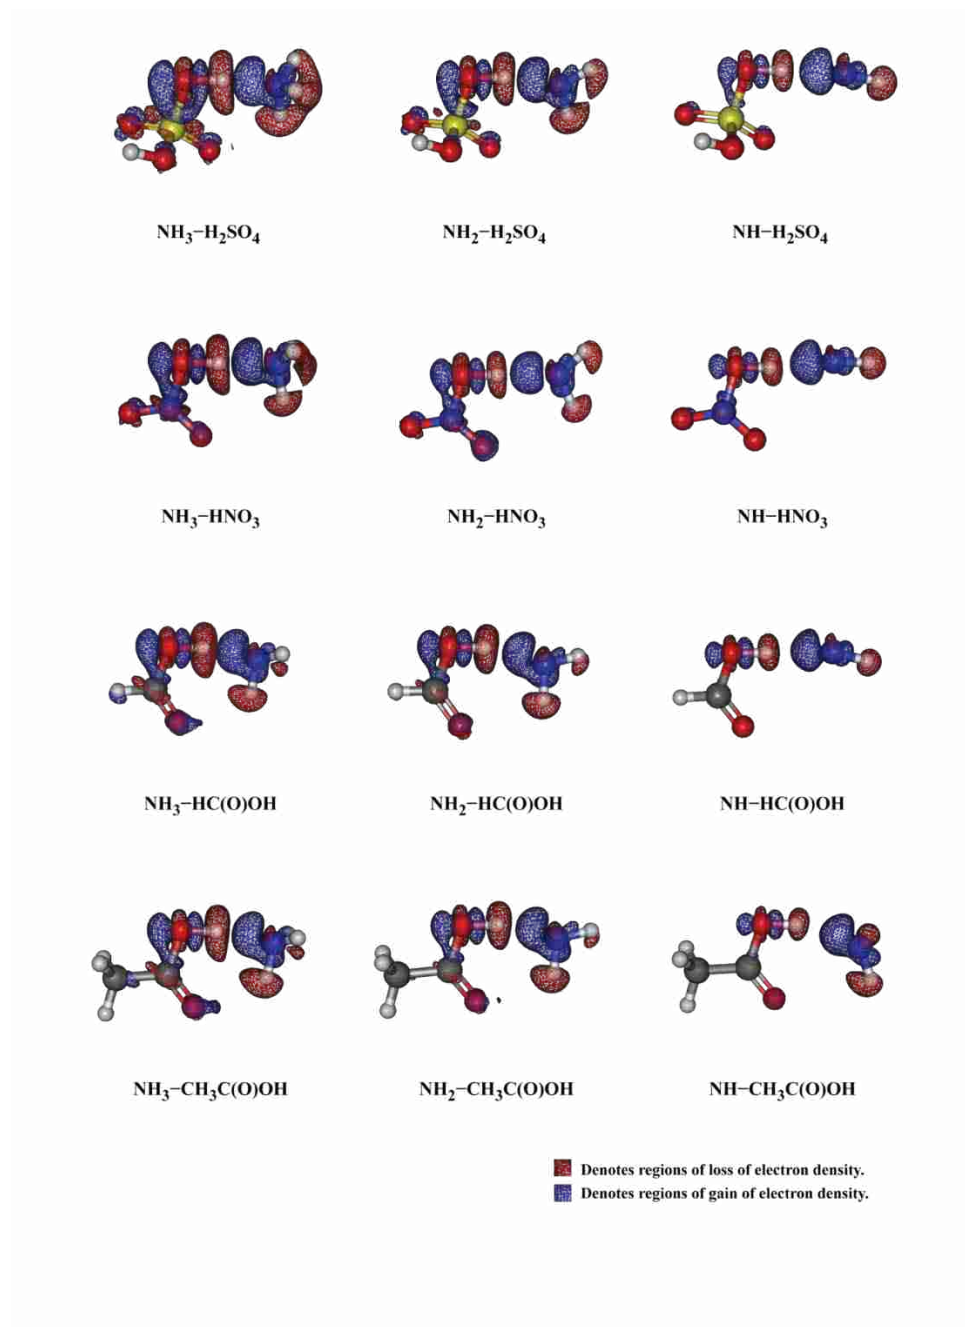 NH₃−H₂SO₄ NH₂−H₂SO₄ NH−H₂SO₄
NH₃−HNO₃ NH₂−HNO₃ NH−HNO₃
NH₃−HC(O)OH NH₂−HC(O)OH NH−HC(O)OH
NH₃−CH₃C(O)OH NH₂−CH₃C(O)OH NH−CH₃C(O)OH
Denotes regions of loss of electron density.
Denotes regions of gain of electron density.